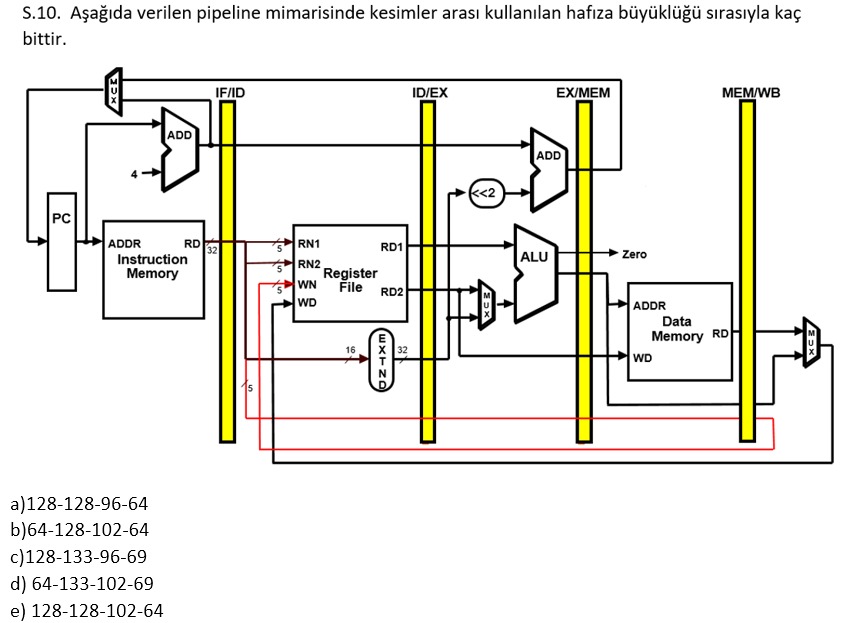 S.10. Aşağıda verilen pipeline mimarisinde kesimler arası kullanılan hafıza büyüklüğü sırasıyla kaç
bittir.
MUX
IF/ID
ID/EX
EX/MEM
MEM/WB
ADD
4
ADD
<<2
PC
ADDR
RD
32
Instruction
Memory
5
RN1
RD1
5
RN2
Register
File
5
WN
RD2
WD
ALU
Zero
MUX
ADDR
Data
Memory
RD
WD
MUX
16
EXTND
32
5
a)128-128-96-64
b)64-128-102-64
c)128-133-96-69
d) 64-133-102-69
e) 128-128-102-64